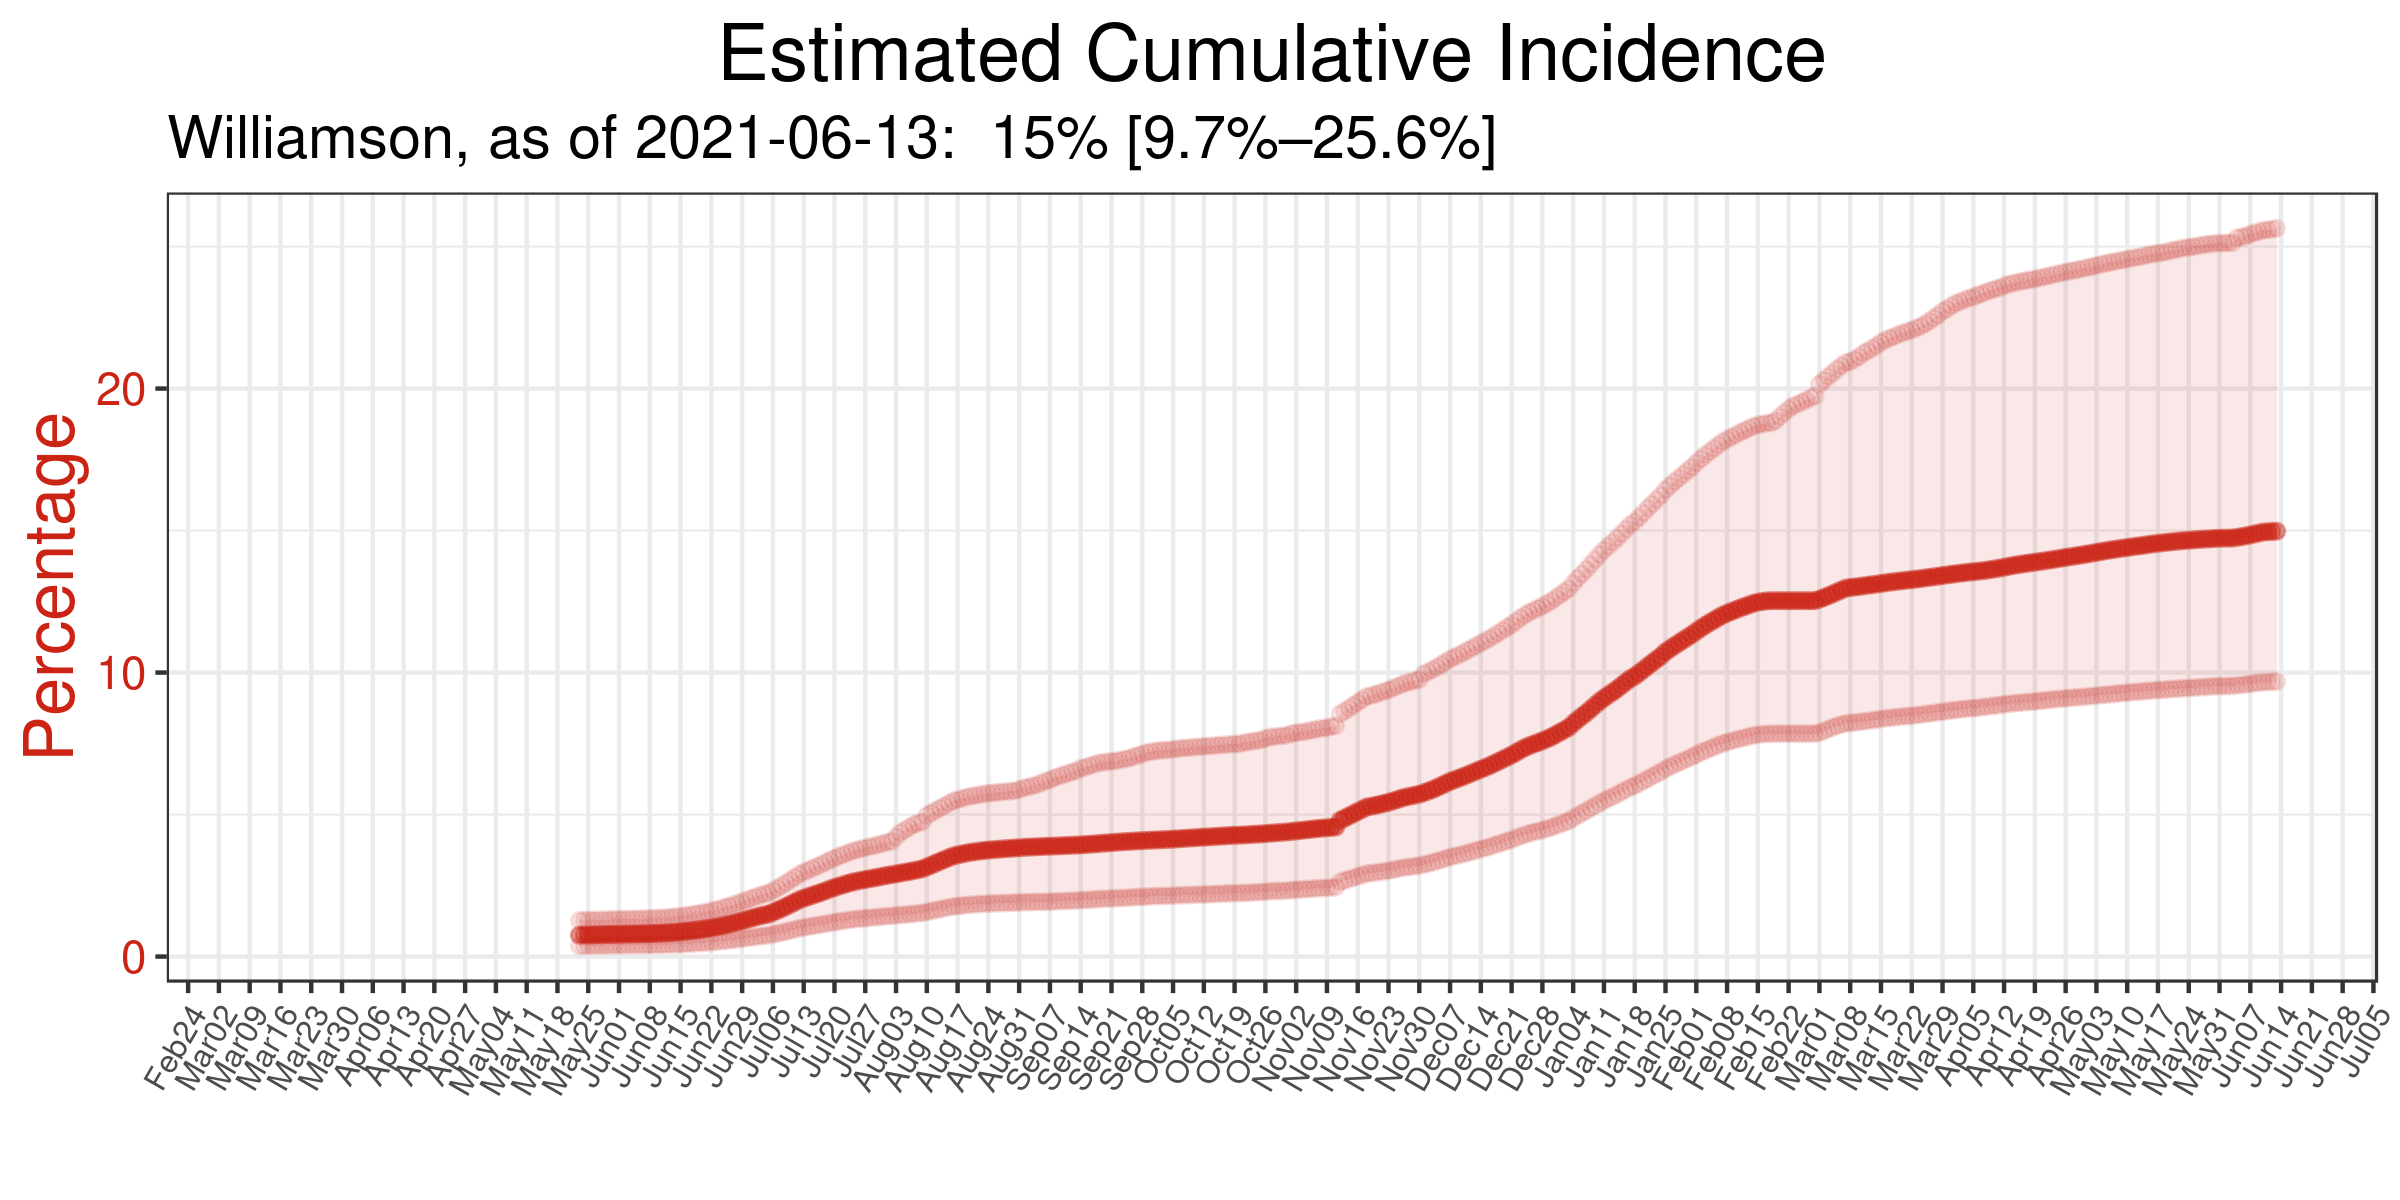 Estimated Cumulative Incidence
Williamson, as of 2021-06-13:  15% [9.7%–25.6%]
Percentage
20
10
0
Feb24
Mar02
Mar09
Mar16
Mar23
Mar30
Apr06
Apr13
Apr20
Apr27
May04
May11
May18
May25
Jun01
Jun08
Jun15
Jun22
Jun29
Jul06
Jul13
Jul20
Jul27
Aug03
Aug10
Aug17
Aug24
Aug31
Sep07
Sep14
Sep21
Sep28
Oct05
Oct12
Oct19
Oct26
Nov02
Nov09
Nov16
Nov23
Nov30
Dec07
Dec14
Dec21
Dec28
Jan04
Jan11
Jan18
Jan25
Feb01
Feb08
Feb15
Feb22
Mar01
Mar08
Mar15
Mar22
Mar29
Apr05
Apr12
Apr19
Apr26
May03
May10
May17
May24
May31
Jun07
Jun14
Jun21
Jun28
Jul05